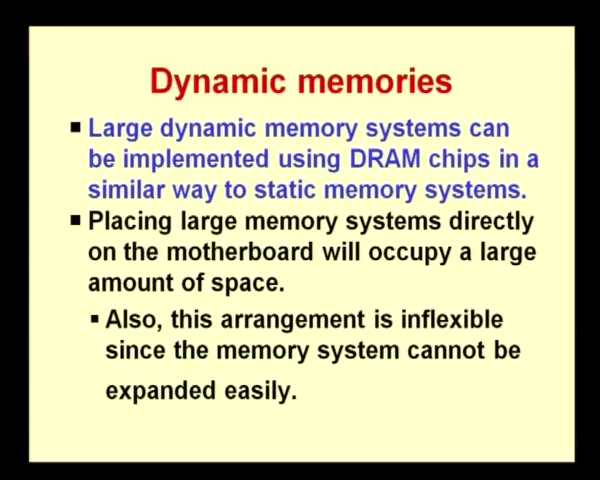 Dynamic memories
▪ Large dynamic memory systems can
be implemented using DRAM chips in a
similar way to static memory systems.
▪ Placing large memory systems directly
on the motherboard will occupy a large
amount of space.
▪ Also, this arrangement is inflexible
since the memory system cannot be
expanded easily.